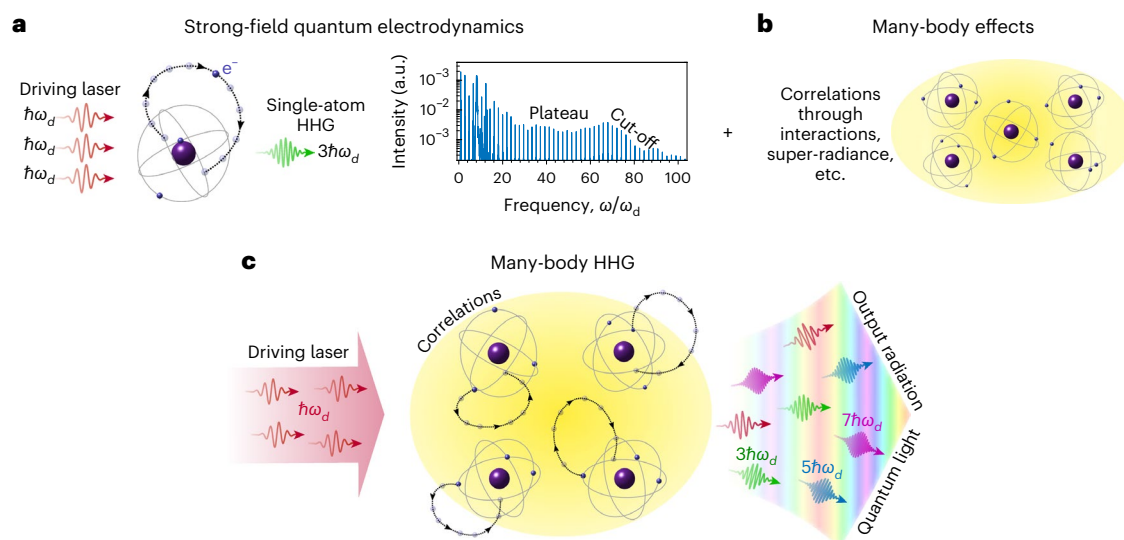 a
Strong-field quantum electrodynamics
Driving laser
ħω_d
ħω_d
ħω_d
e⁻
Single-atom
HHG
3ħω_d
Intensity (a.u.)
10⁻³
10⁻²
10⁻³
Plateau
Cut-off
0 20 40 60 80 100
Frequency, ω/ω_d
+
b
Many-body effects
Correlations
through
interactions,
super-radiance,
etc.
c
Many-body HHG
Driving laser
ħω_d
Correlations
Output radiation
Quantum light
7ħω_d
3ħω_d
5ħω_d